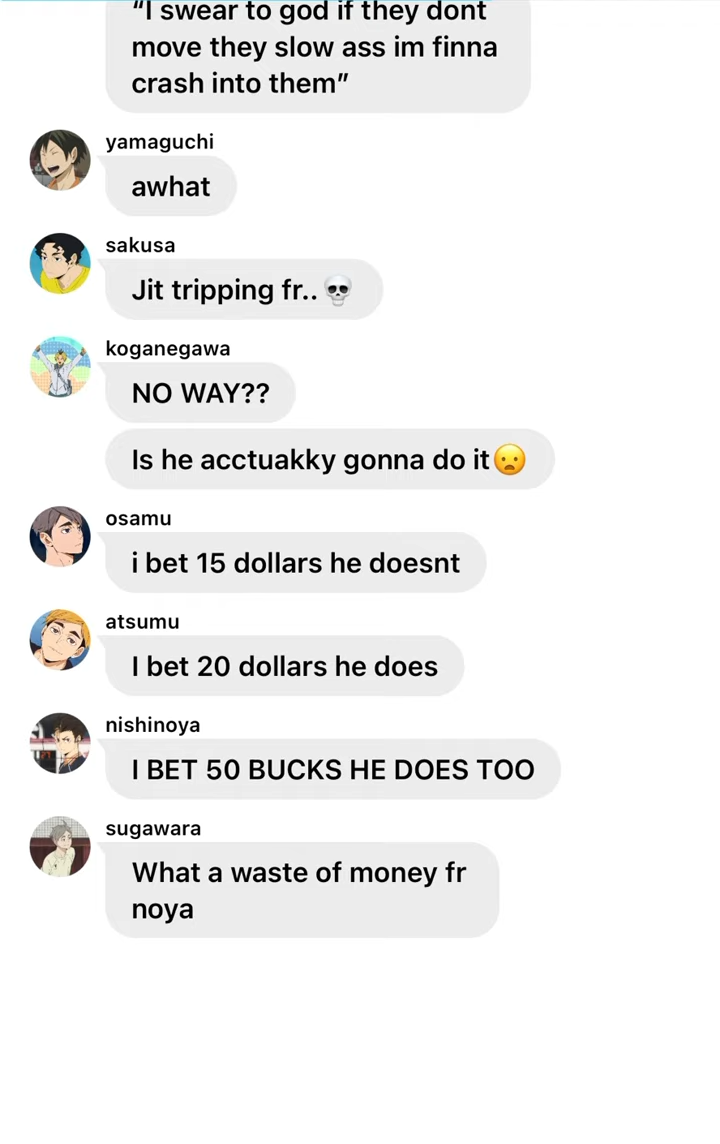 “I swear to god if they dont
move they slow ass im finna
crash into them”
yamaguchi
awhat
sakusa
Jit tripping fr..💀
koganegawa
NO WAY??
Is he acctuakky gonna do it😦
osamu
i bet 15 dollars he doesnt
atsumu
I bet 20 dollars he does
nishinoya
I BET 50 BUCKS HE DOES TOO
sugawara
What a waste of money fr
noya